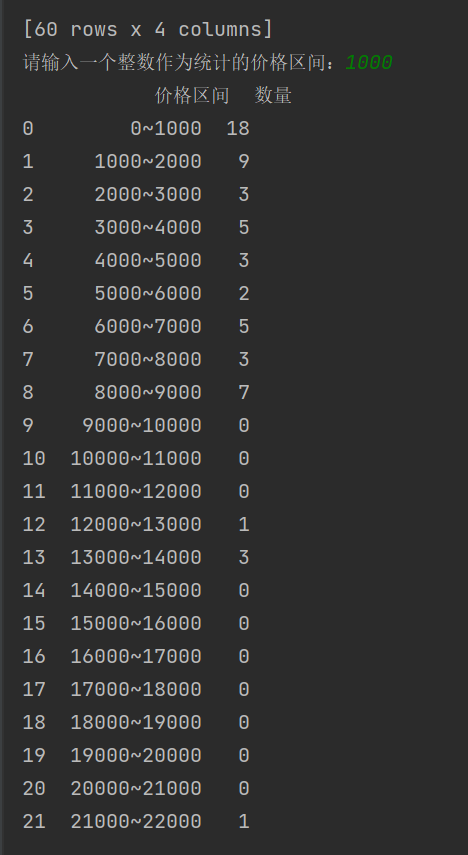 [60 rows x 4 columns]
请输入一个整数作为统计的价格区间：1000
价格区间  数量
0        0~1000  18
1     1000~2000   9
2     2000~3000   3
3     3000~4000   5
4     4000~5000   3
5     5000~6000   2
6     6000~7000   5
7     7000~8000   3
8     8000~9000   7
9    9000~10000   0
10  10000~11000   0
11  11000~12000   0
12  12000~13000   1
13  13000~14000   3
14  14000~15000   0
15  15000~16000   0
16  16000~17000   0
17  17000~18000   0
18  18000~19000   0
19  19000~20000   0
20  20000~21000   0
21  21000~22000   1